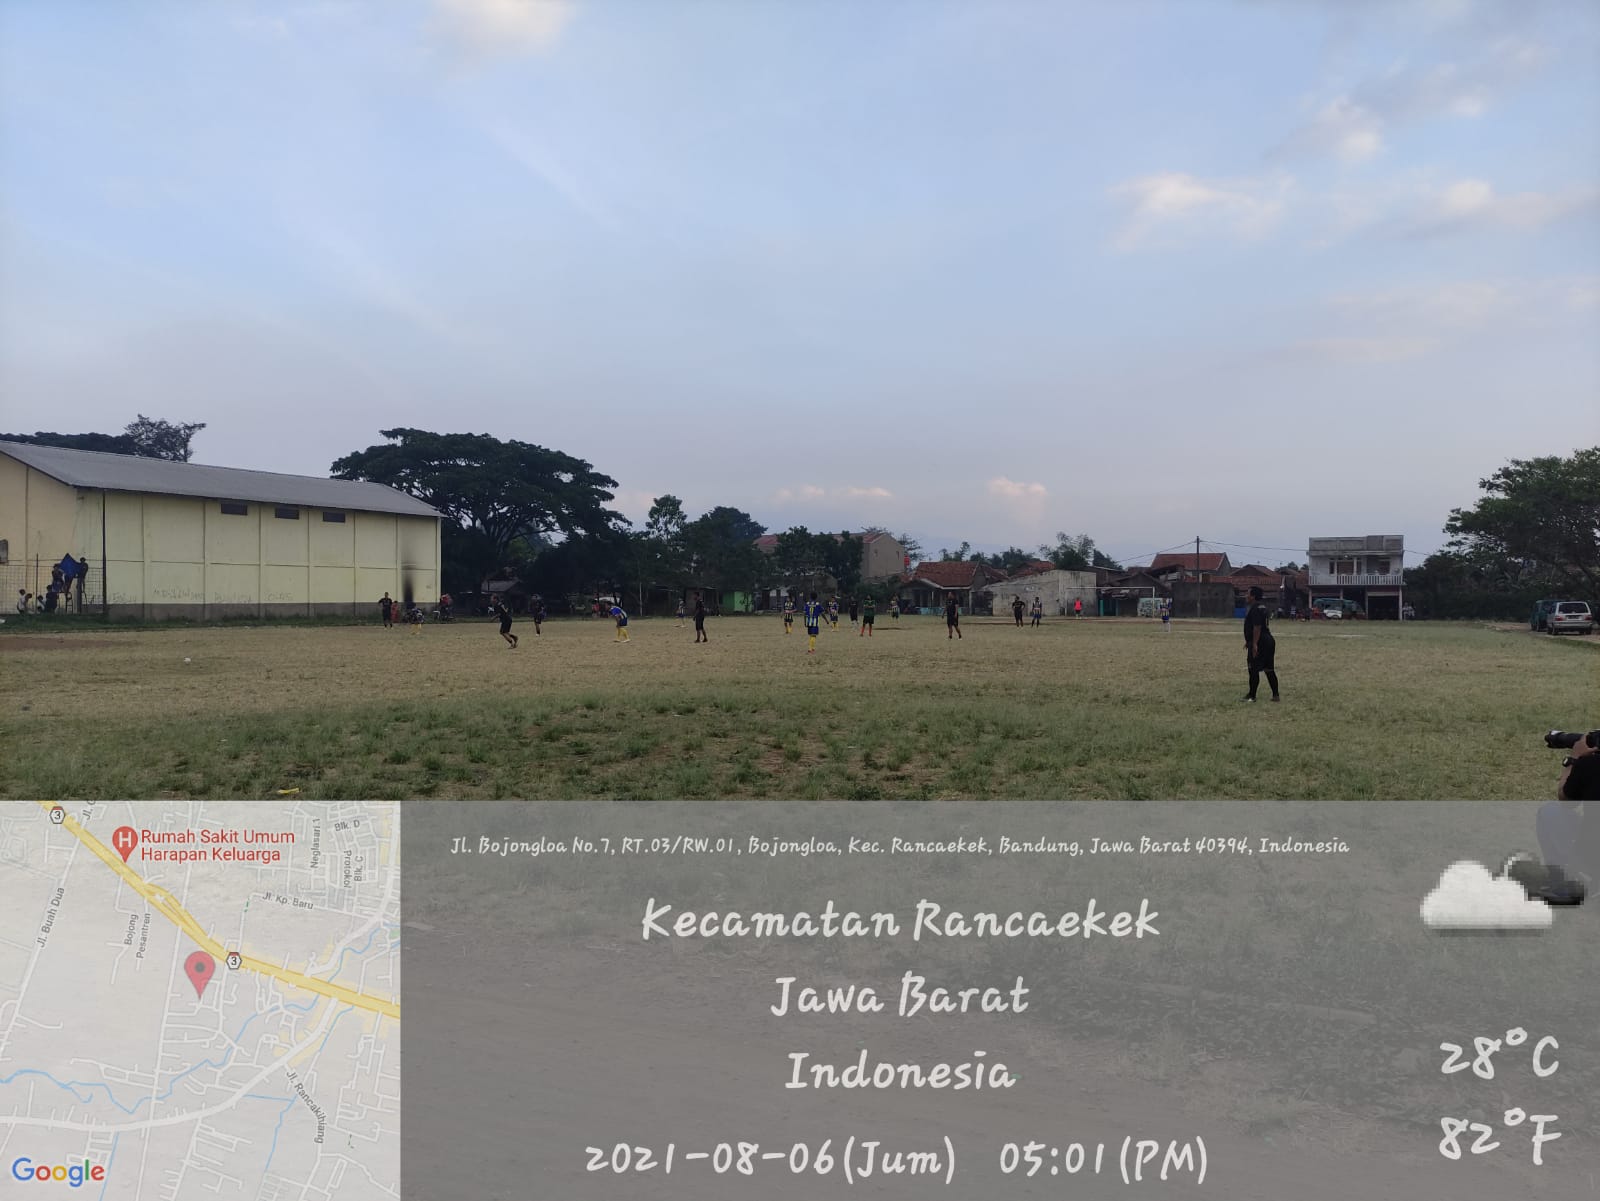 Jl. Bojongloa No.7, RT.03/RW.01, Bojongloa, Kec. Rancaekek, Bandung, Jawa Barat 40394, Indonesia
Kecamatan Rancaekek
Jawa Barat
Indonesia
2021-08-06(Jum) 05:01(PM)
28°C
82°F
3
Rumah Sakit Umum
Harapan Keluarga
Neglasari 1
Blk. D
Protokol
Blk. C
Jl. Kp. Baru
Jl. Buah Dua
Bojong
Pesantren
3
Jl. Rancakihiang
Google